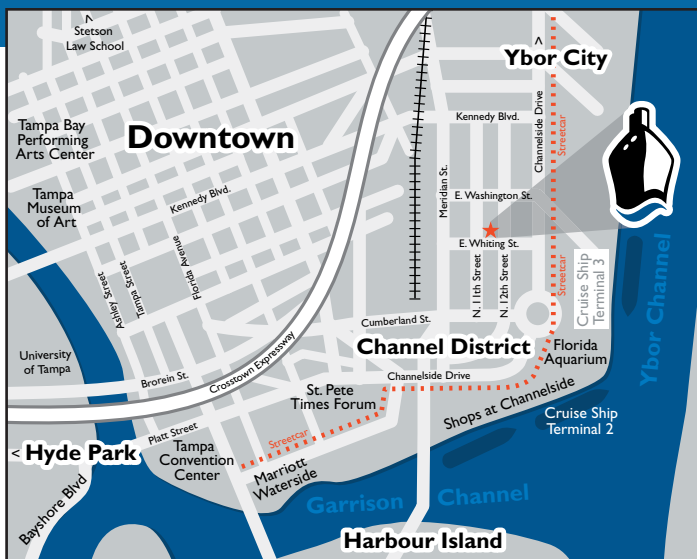 <
Stetson
Law School
<
Ybor City
Tampa Bay
Performing
Arts Center
Downtown
Kennedy Blvd.
Channelside Drive
Streetcar
Tampa
Museum
of Art
Kennedy Blvd.
Meridian St.
E. Washington St.
E. Whiting St.
Ashley Street
Tampa Street
Florida Avenue
N. 11th Street
N. 12th Street
Streetcar
Cruise Ship
Terminal 3
Ybor Channel
Cumberland St.
Channel District
Florida
Aquarium
University
of Tampa
Brorein St.
Crosstown Expressway
Channelside Drive
St. Pete
Times Forum
Shops at Channelside
Cruise Ship
Terminal 2
Platt Street
Streetcar
< Hyde Park
Tampa
Convention
Center
Marriott
Waterside
Bayshore Blvd
Garrison Channel
Harbour Island